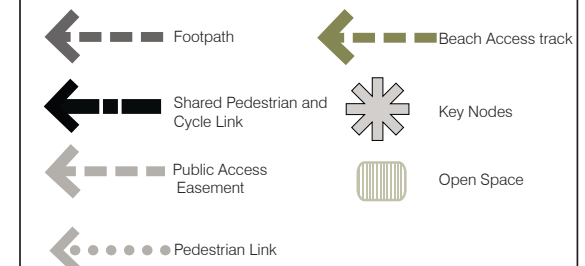 Footpath
Shared Pedestrian and
Cycle Link
Public Access
Easement
Pedestrian Link
Beach Access track
Key Nodes
Open Space